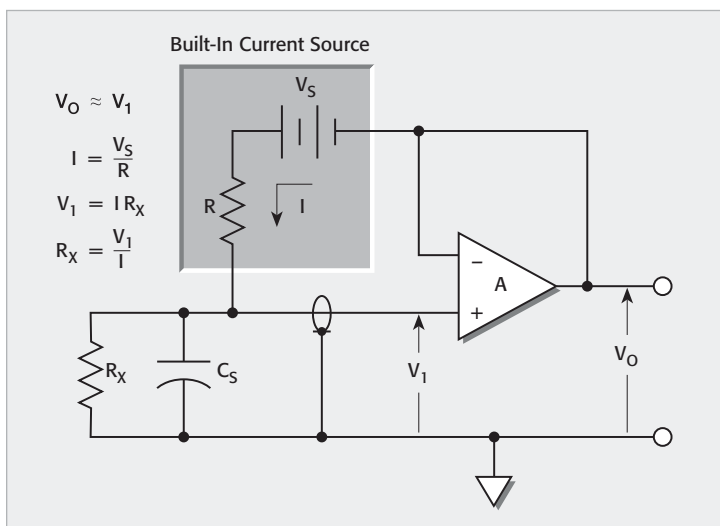 Built-In Current Source
V_O ≈ V_1
I = V_S / R
V_1 = I R_X
R_X = V_1 / I
V_S
R
I
−
A
+
R_X
C_S
V_1
V_O